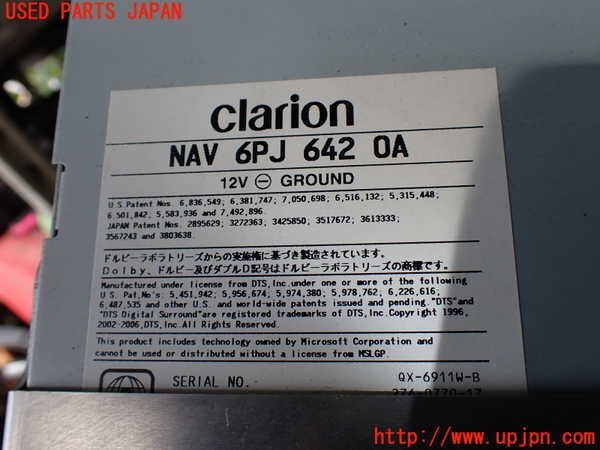 USED PARTS JAPAN
clarion
NAV 6PJ 642 0A
12V ⊖ GROUND
U.S Patent Nos. 6,836,549; 6,381,747; 7,050,698; 6,516,132; 5,315,448;
6,501,842, 5,583,936 and 7,492,896.
JAPAN Patent Nos. 2895629; 3272363; 3425850; 3517672; 3613333;
3567243 and 3803638.
ドルビーラボラトリーズからの実施権に基づき製造されています。
Dolby、ドルビー及びダブルD記号はドルビーラボラトリーズの商標です。
Manufactured under license from DTS,Inc.under one or more of the following
U.S. Pat.No's: 5,451,942; 5,956,674; 5,974,380; 5,978,762; 6,226,616;
6,487,535 and other U.S. and world-wide patents issued and pending."DTS"and
"DTS Digital Surround"are registered trademarks of DTS,Inc.Copyright 1996,
2002-2006,DTS,Inc.All Rights Reserved.
This product includes technology owned by Microsoft Corporation and
cannot be used or distributed without a license from MSLGP.
SERIAL NO. QX-6911W-B
276-0770-17
http://www.upjpn.com/